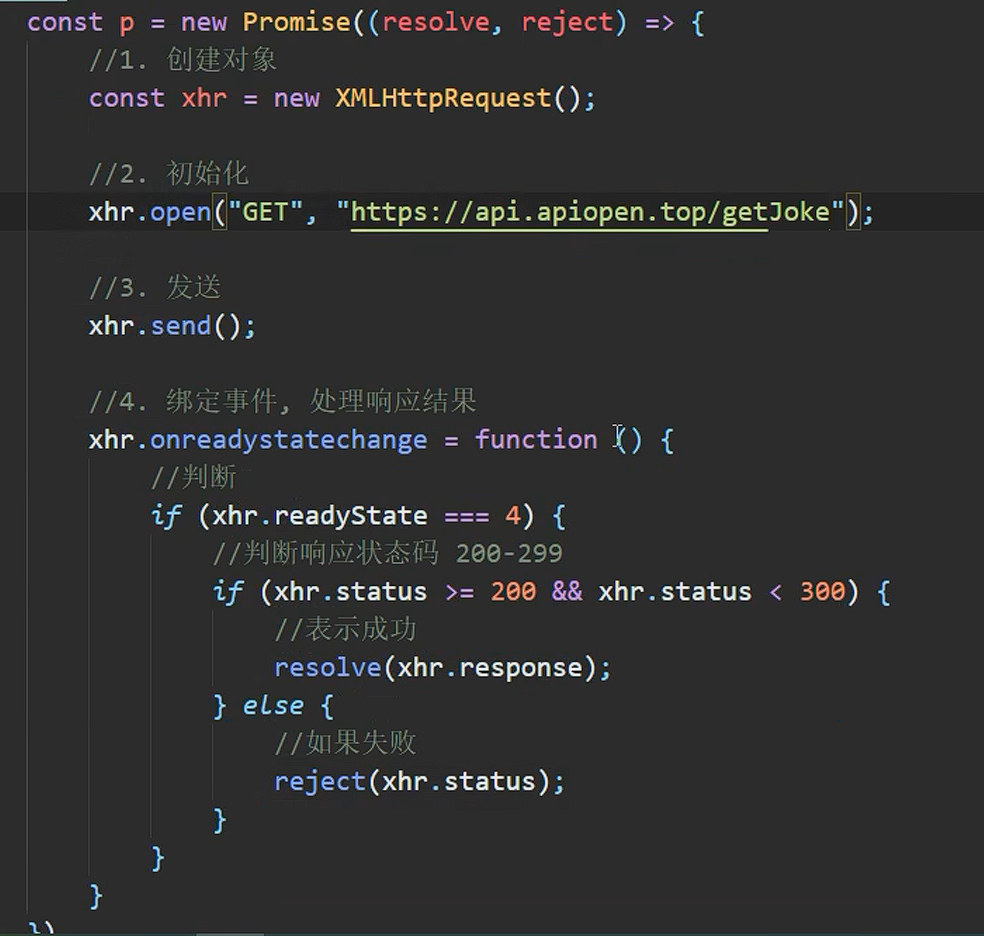 const p = new Promise((resolve, reject) => {
//1. 创建对象
const xhr = new XMLHttpRequest();
//2. 初始化
xhr.open("GET", "https://api.apiopen.top/getJoke");
//3. 发送
xhr.send();
//4. 绑定事件, 处理响应结果
xhr.onreadystatechange = function () {
//判断
if (xhr.readyState === 4) {
//判断响应状态码 200-299
if (xhr.status >= 200 && xhr.status < 300) {
//表示成功
resolve(xhr.response);
} else {
//如果失败
reject(xhr.status);
}
}
}
})